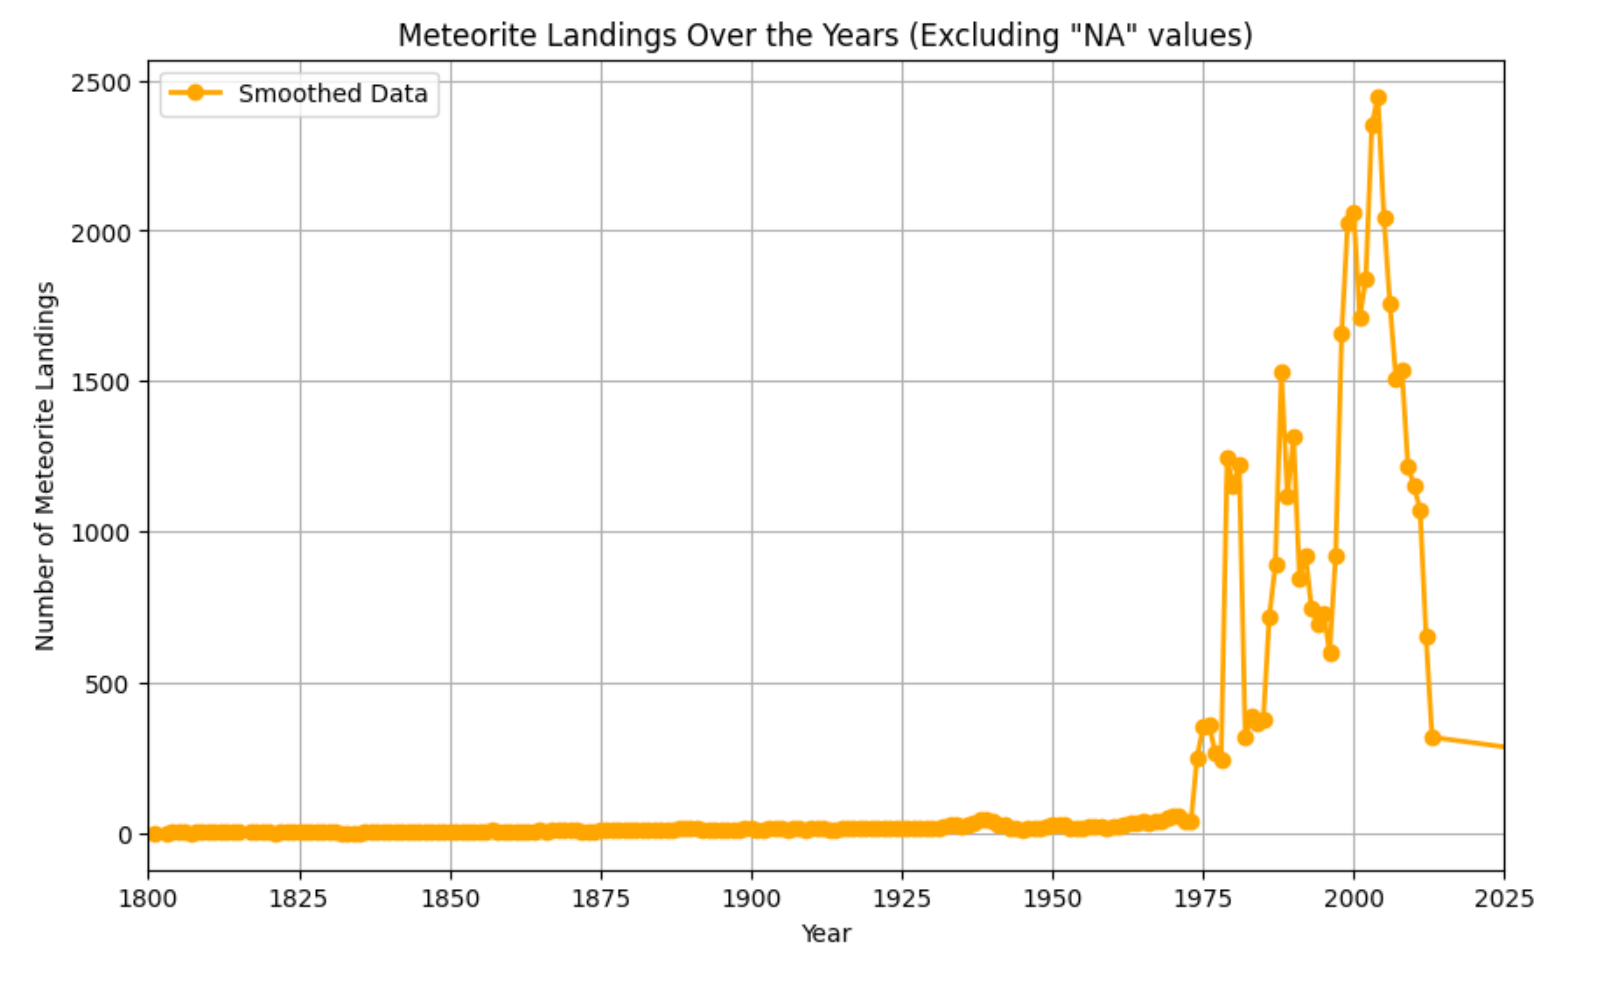 Meteorite Landings Over the Years (Excluding "NA" values)
Smoothed Data
Number of Meteorite Landings
2500
2000
1500
1000
500
0
1800 1825 1850 1875 1900 1925 1950 1975 2000 2025
Year